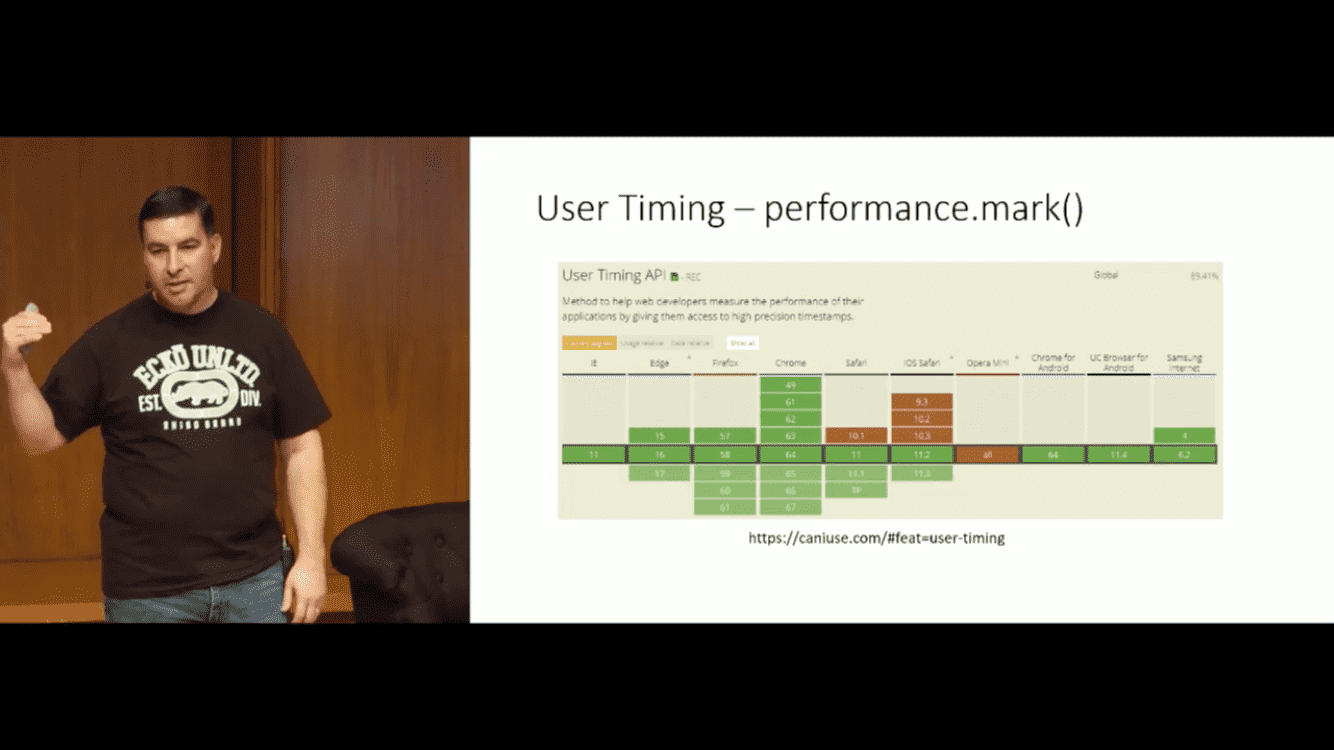 ECKŌ UNLTD.
EST. DIV.
RHINO BRAND
User Timing – performance.mark()
User Timing API - REC
Global 89.41%
Method to help web developers measure the performance of their
applications by giving them access to high precision timestamps.
Current aligned Usage relative Date relative Show all
IE Edge * Firefox Chrome Safari iOS Safari * Opera Mini * Chrome for Android UC Browser for Android Samsung Internet
49
61 9.3
62 10.2
15 57 63 10.1 10.3 4
11 16 58 64 11 11.2 all 64 11.4 6.2
17 59 65 11.1 11.3
60 66 TP
61 67
https://caniuse.com/#feat=user-timing